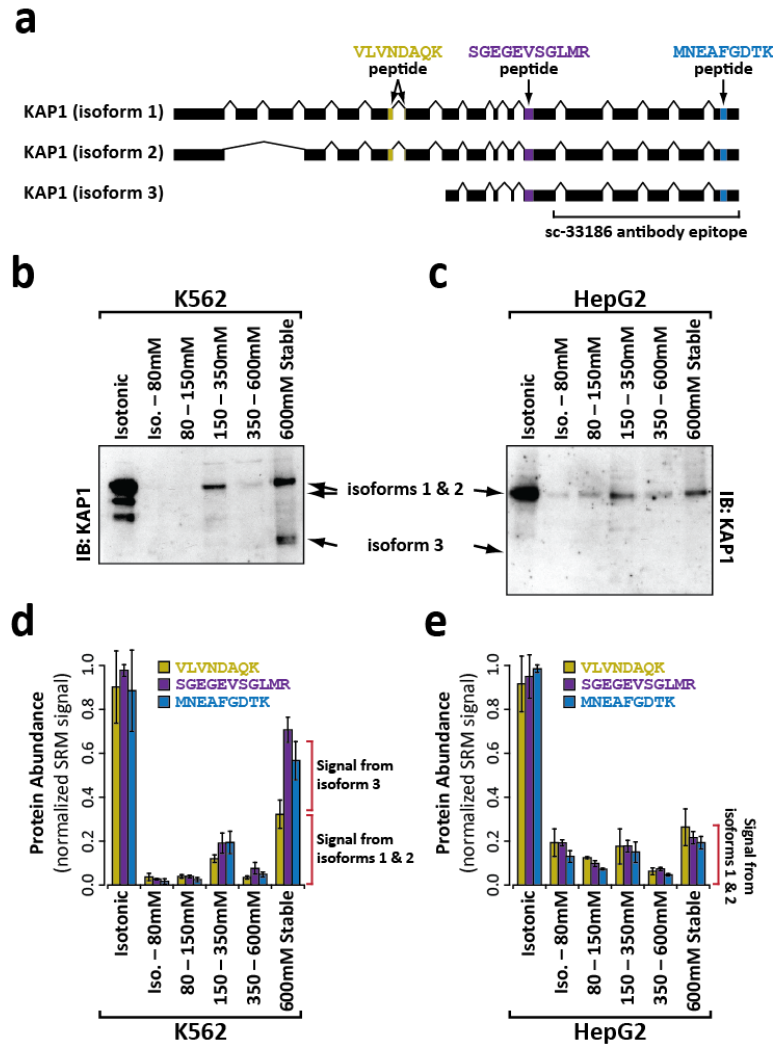 a
VLVNDAQK SGEGEVSGLMR MNEAFGDTK
peptide peptide peptide
KAP1 (isoform 1)
KAP1 (isoform 2)
KAP1 (isoform 3)
sc-33186 antibody epitope
b
K562
Isotonic
Iso. – 80mM
80 – 150mM
150 – 350mM
350 – 600mM
600mM Stable
IB: KAP1
c
HepG2
Isotonic
Iso. – 80mM
80 – 150mM
150 – 350mM
350 – 600mM
600mM Stable
IB: KAP1
isoforms 1 & 2
isoform 3
d
Protein Abundance
(normalized SRM signal)
1.0
0.8
0.6
0.4
0.2
0.0
VLVNDAQK
SGEGEVSGLMR
MNEAFGDTK
Signal from
isoform 3
Signal from
isoforms 1 & 2
Isotonic
Iso. – 80mM
80 – 150mM
150 – 350mM
350 – 600mM
600mM Stable
K562
e
Protein Abundance
(normalized SRM signal)
1.0
0.8
0.6
0.4
0.2
0.0
VLVNDAQK
SGEGEVSGLMR
MNEAFGDTK
Signal from
isoforms 1 & 2
Isotonic
Iso. – 80mM
80 – 150mM
150 – 350mM
350 – 600mM
600mM Stable
HepG2